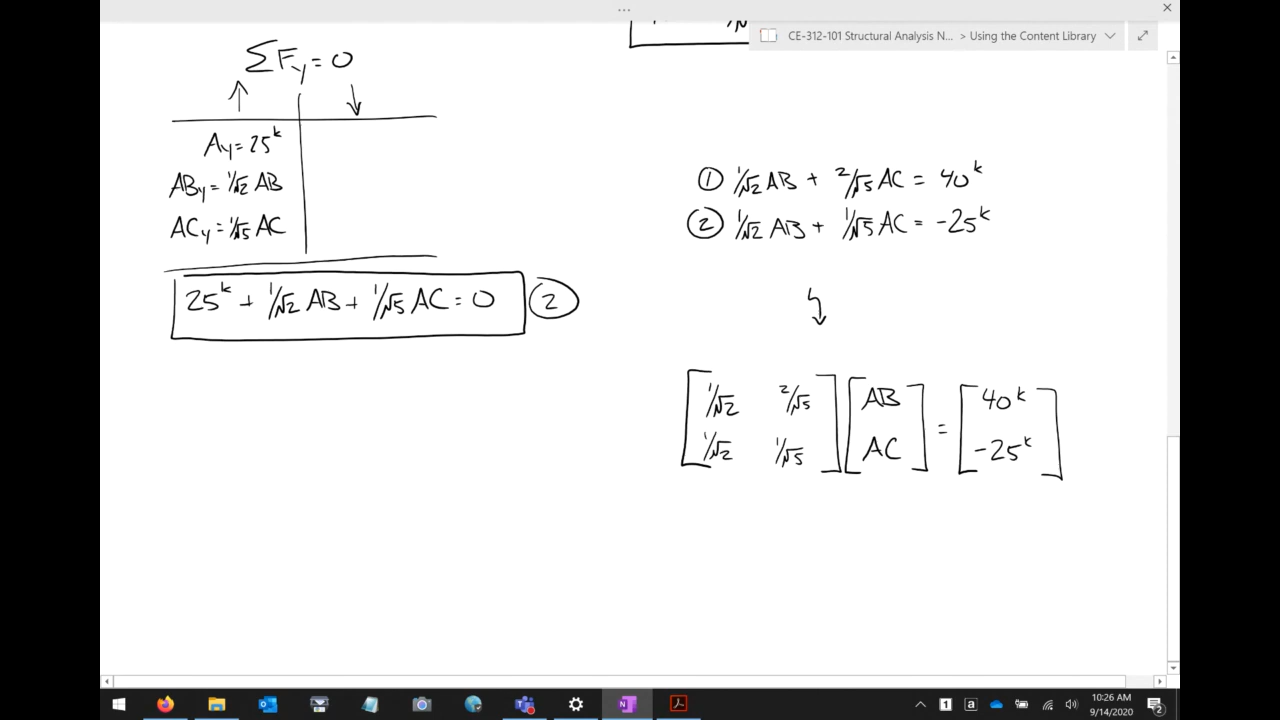 CE-312-101 Structural Analysis N... > Using the Content Library
ΣFy = 0
↑ ↓
Ay = 25ᵏ
ABy = 1/√2 AB
ACy = 1/√5 AC
25ᵏ + 1/√2 AB + 1/√5 AC = 0 ②
① 1/√2 AB + 2/√5 AC = 40ᵏ
② 1/√2 AB + 1/√5 AC = -25ᵏ
[1/√2 2/√5] [AB] = [40ᵏ]
[1/√2 1/√5] [AC] [-25ᵏ]
10:26 AM
9/14/2020